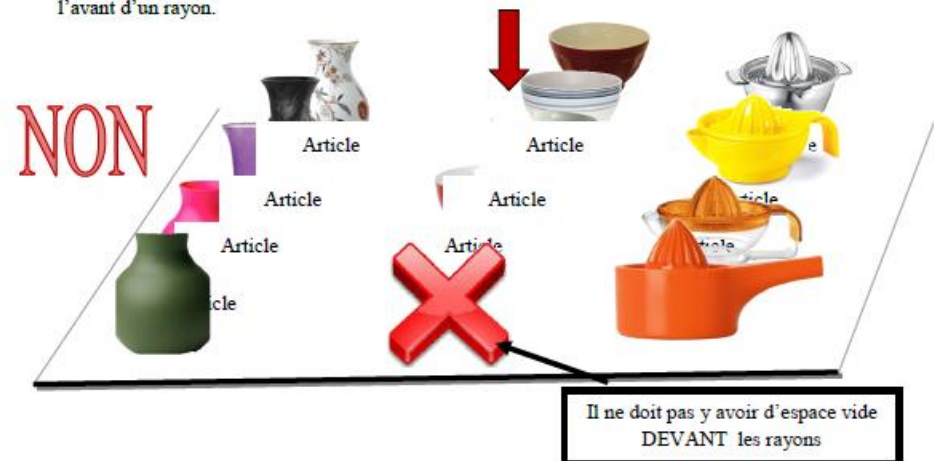 l'avant d'un rayon.
NON
Article
Article
Article
Article
Article
Article
Il ne doit pas y avoir d'espace vide
DEVANT les rayons